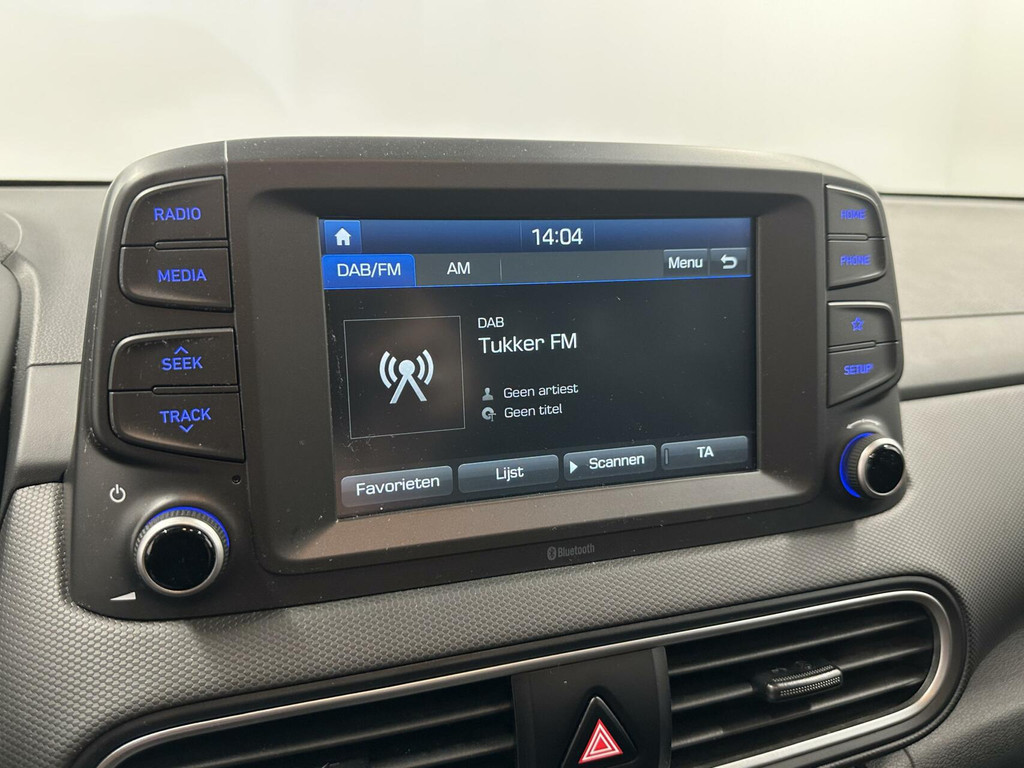 RADIO
MEDIA
SEEK
TRACK
14:04
DAB/FM
AM
Menu
DAB
Tukker FM
Geen artiest
Geen titel
Favorieten
Lijst
Scannen
TA
Bluetooth
PHONE
SETUP